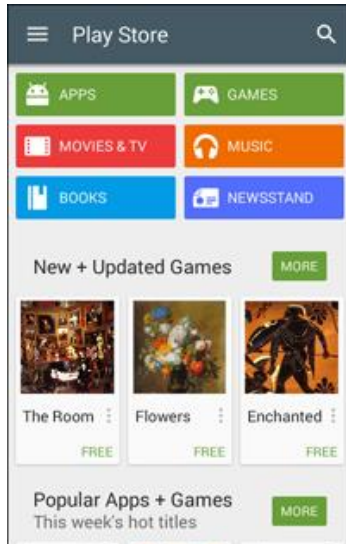 Play Store
APPS
GAMES
MOVIES & TV
MUSIC
BOOKS
NEWSSTAND
New + Updated Games
MORE
The Room
Flowers
Enchanted
FREE
FREE
FREE
Popular Apps + Games
This week's hot titles
MORE